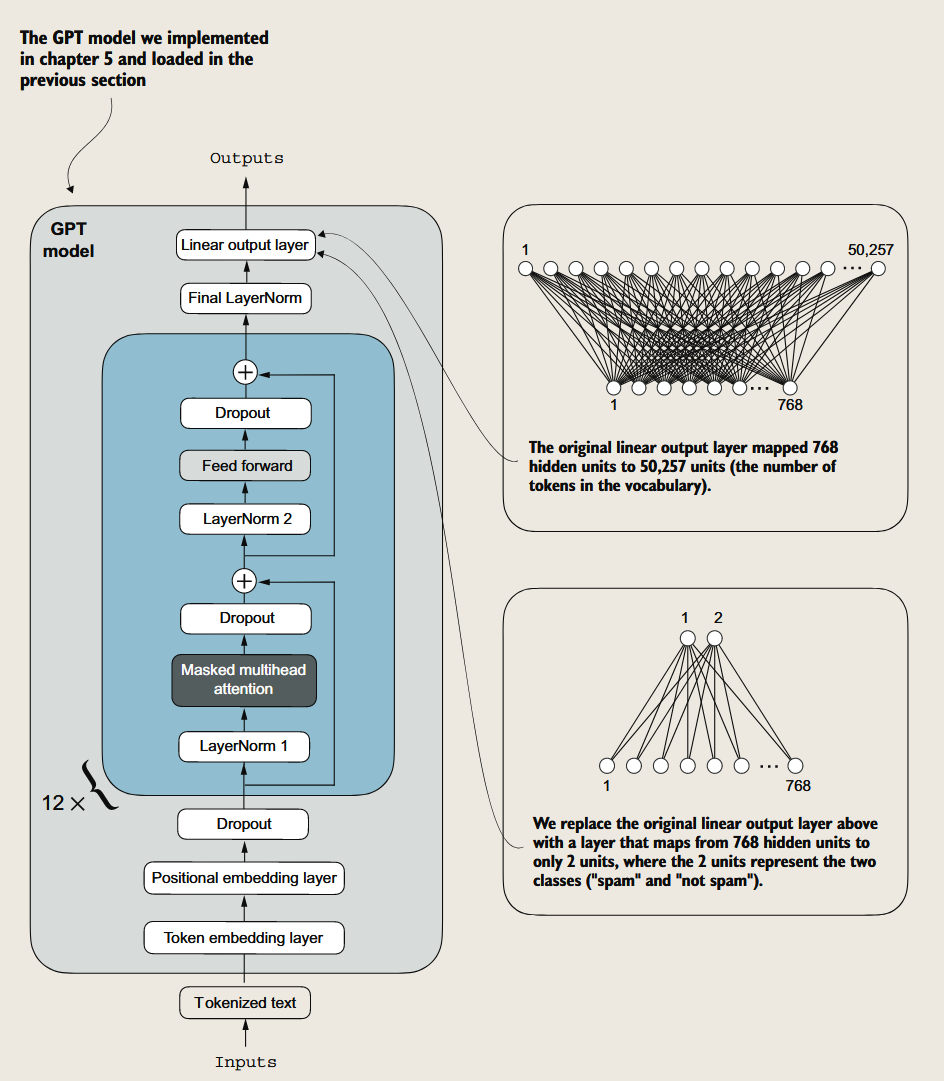 The GPT model we implemented
in chapter 5 and loaded in the
previous section
Outputs
GPT
model
Linear output layer
Final LayerNorm
+
Dropout
Feed forward
LayerNorm 2
+
Dropout
Masked multihead
attention
LayerNorm 1
12 ×
Dropout
Positional embedding layer
Token embedding layer
Tokenized text
Inputs
1 50,257
...
...
1 768
The original linear output layer mapped 768
hidden units to 50,257 units (the number of
tokens in the vocabulary).
1 2
...
1 768
We replace the original linear output layer above
with a layer that maps from 768 hidden units to
only 2 units, where the 2 units represent the two
classes ("spam" and "not spam").